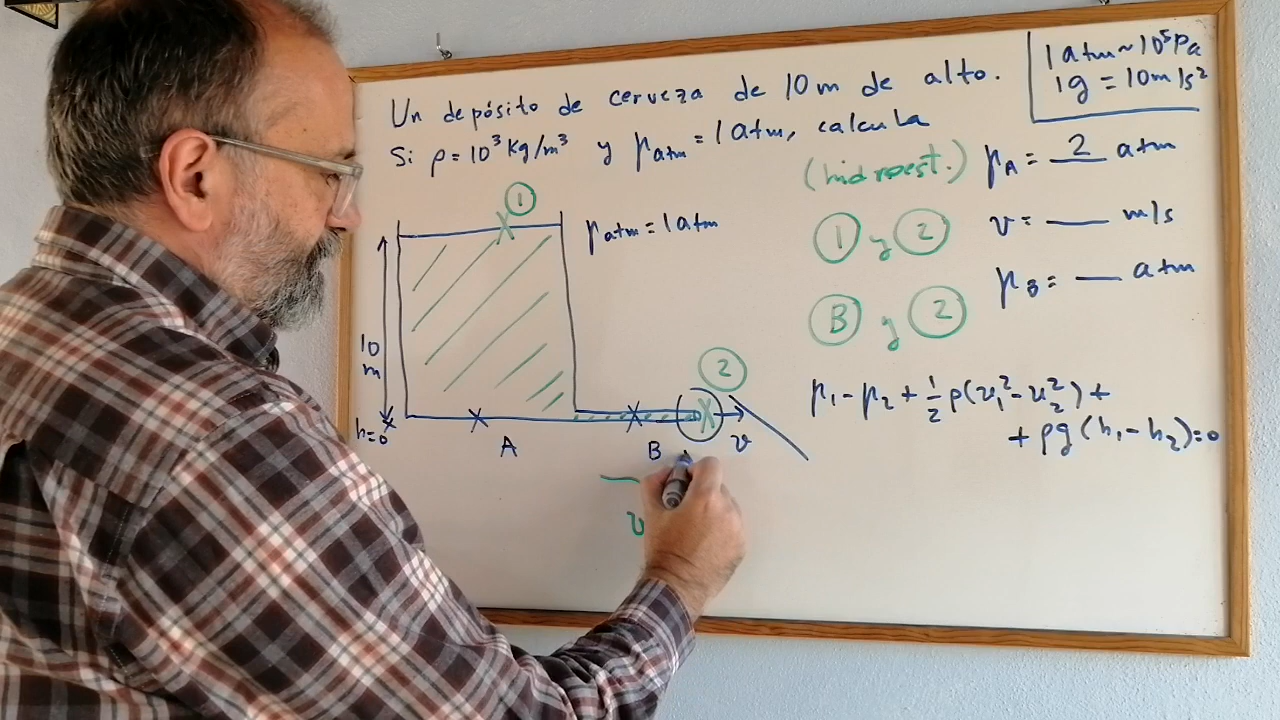 Un depósito de cerveza de 10 m de alto.
Si ρ = 10³ Kg/m³ y p_atm = 1 atm, calcula
1 atm ~ 10⁵ Pa
1g = 10 m/s²
(hidroest.) p_A = 2 atm
① y ② v = ___ m/s
Ⓑ y ② p_B = ___ atm
①
p_atm = 1 atm
10 m
h=0
A
B
②
v
v
p₁ - p₂ + ½ ρ(v₁² - v₂²) +
+ ρg (h₁ - h₂) = 0